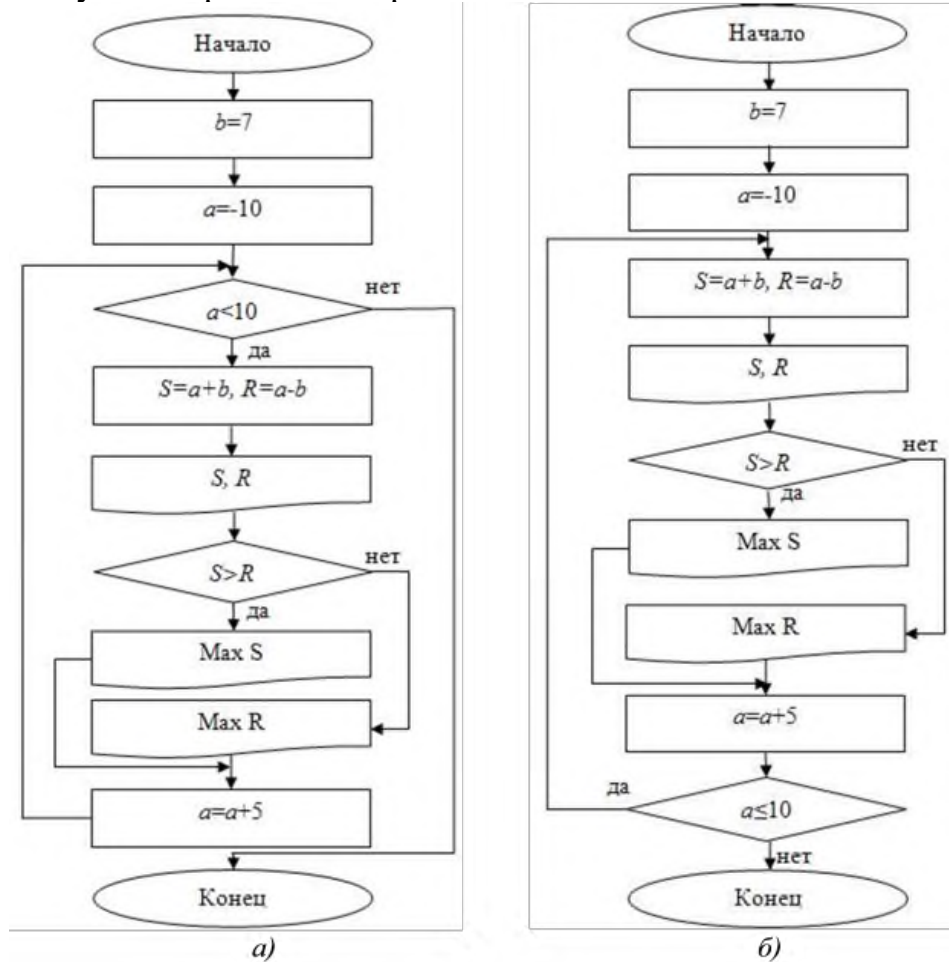 Начало
b=7
a=-10
a<10
нет
да
S=a+b, R=a-b
S, R
S>R
нет
да
Max S
Max R
a=a+5
Конец
а)
Начало
b=7
a=-10
S=a+b, R=a-b
S, R
S>R
нет
да
Max S
Max R
a=a+5
да
a≤10
нет
Конец
б)